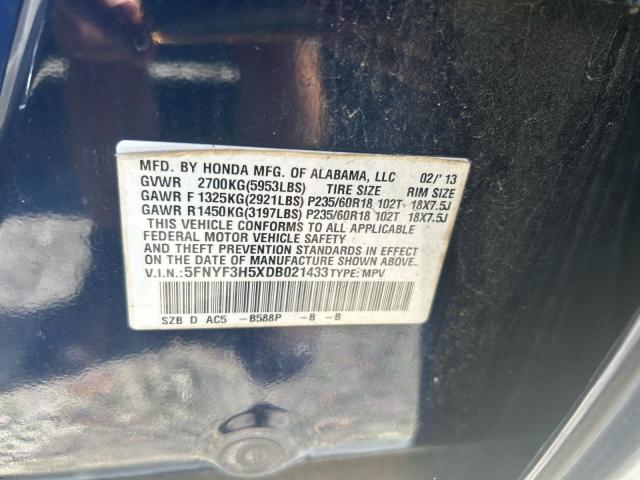 MFD. BY HONDA MFG. OF ALABAMA, LLC 02/'13
GVWR 2700KG(5953LBS) TIRE SIZE RIM SIZE
GAWR F 1325KG(2921LBS) P235/60R18 102T 18X7.5J
GAWR R 1450KG(3197LBS) P235/60R18 102T 18X7.5J
THIS VEHICLE CONFORMS TO ALL APPLICABLE
FEDERAL MOTOR VEHICLE SAFETY
AND THEFT PREVENTION STANDARDS IN EFFECT
ON THE DATE OF MANUFACTURE SHOWN ABOVE.
V.I.N.: 5FNYF3H5XDB021433 TYPE: MPV
SZB D AC5 -B588P -B -B